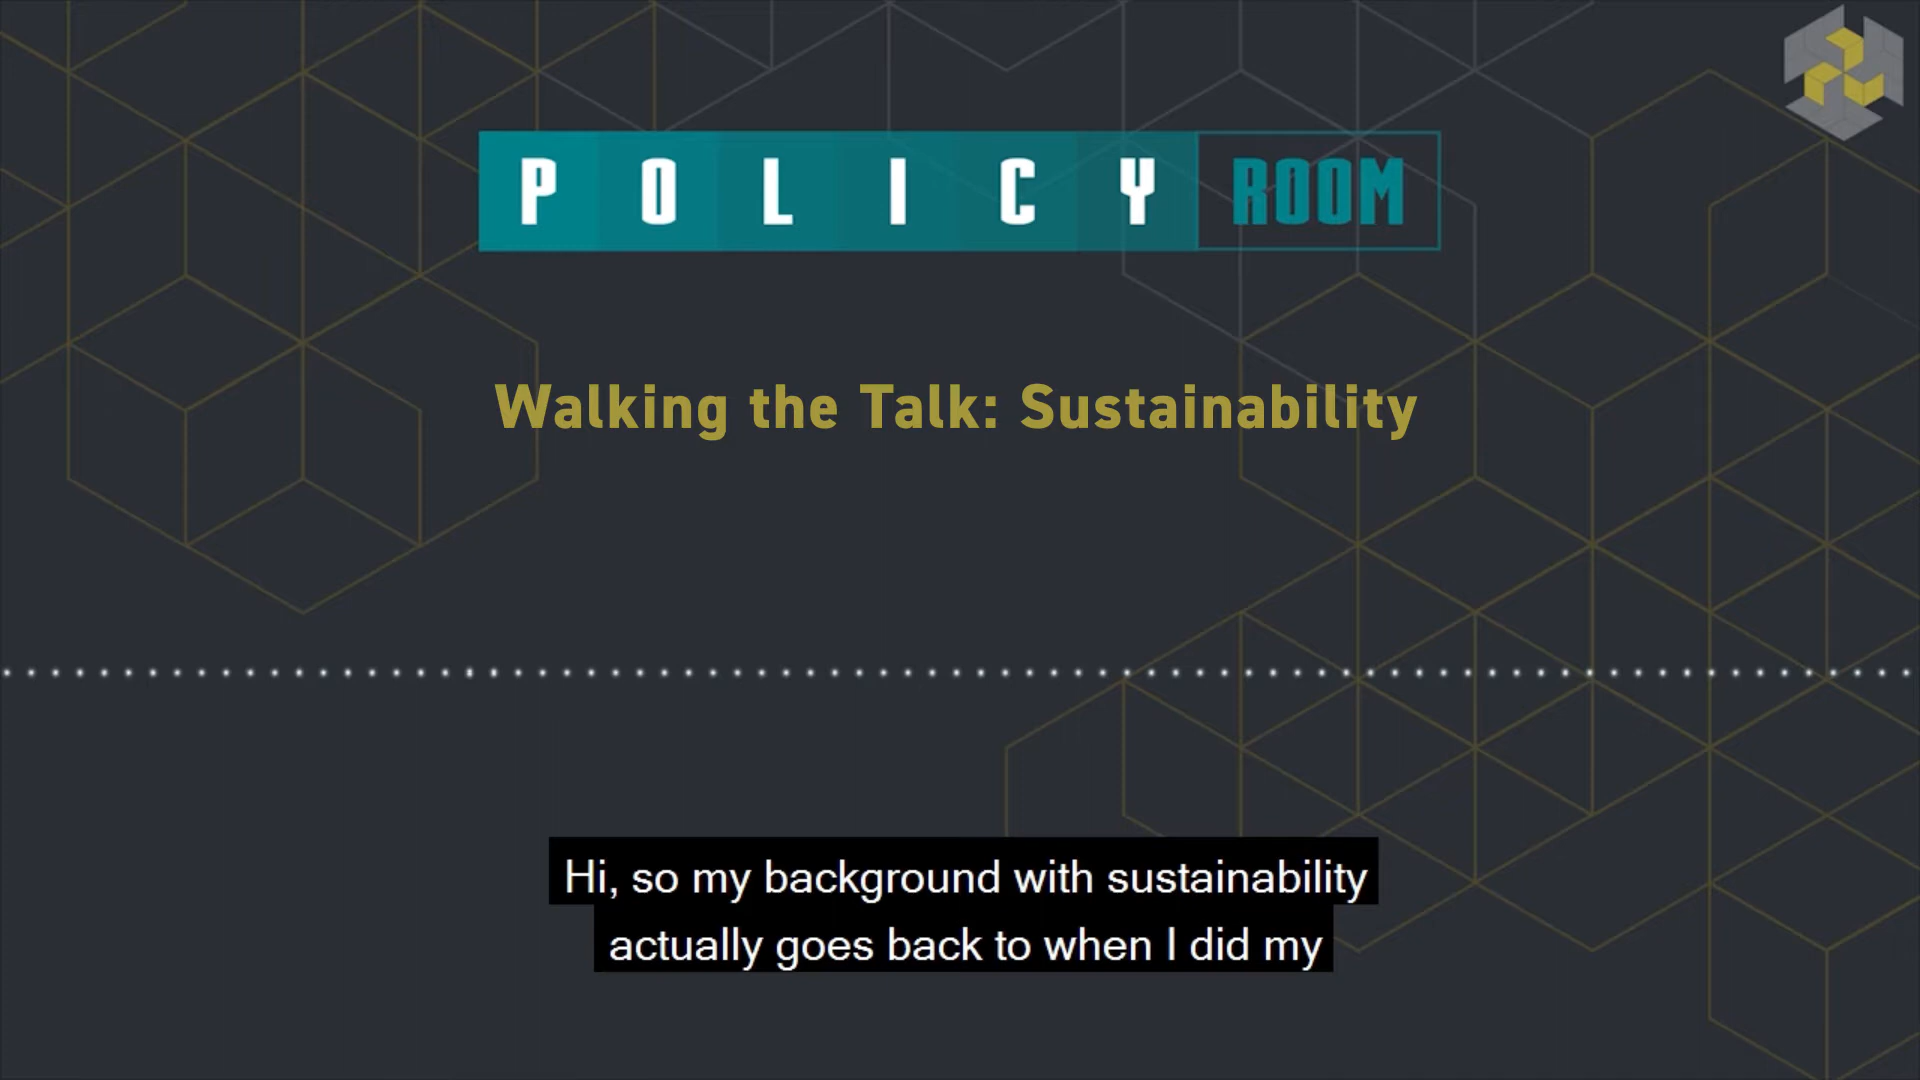 POLICY ROOM
Walking the Talk: Sustainability
Hi, so my background with sustainability
actually goes back to when I did my